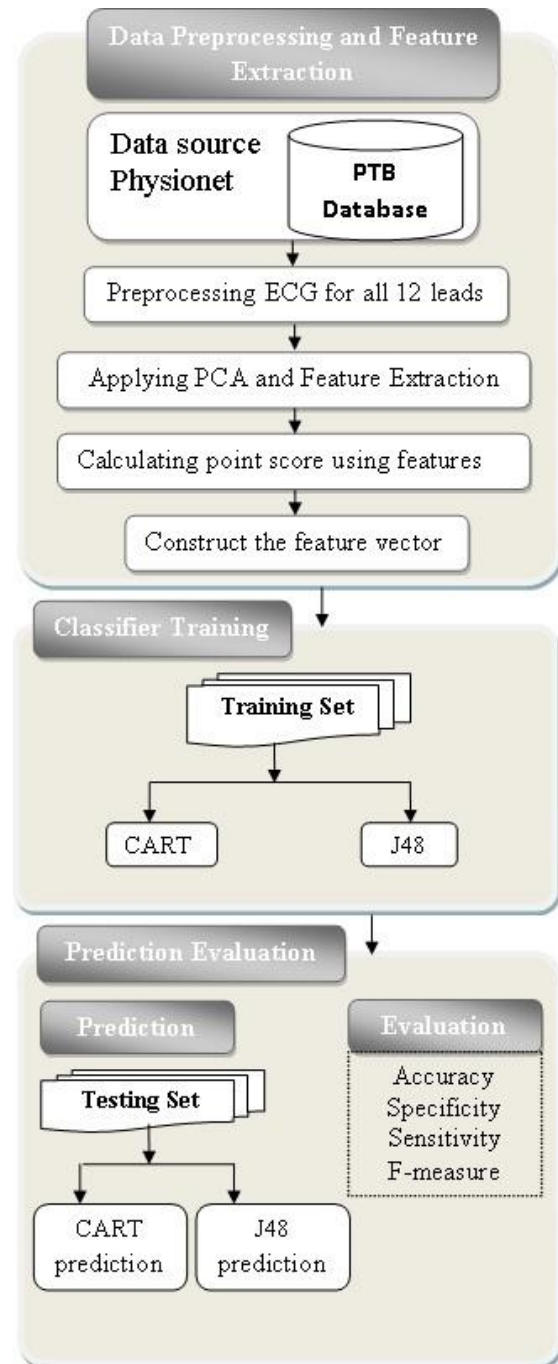 Data Preprocessing and Feature
Extraction
Data source
Physionet
PTB
Database
Preprocessing ECG for all 12 leads
Applying PCA and Feature Extraction
Calculating point score using features
Construct the feature vector
Classifier Training
Training Set
CART
J48
Prediction Evaluation
Prediction
Testing Set
CART
prediction
J48
prediction
Evaluation
Accuracy
Specificity
Sensitivity
F-measure